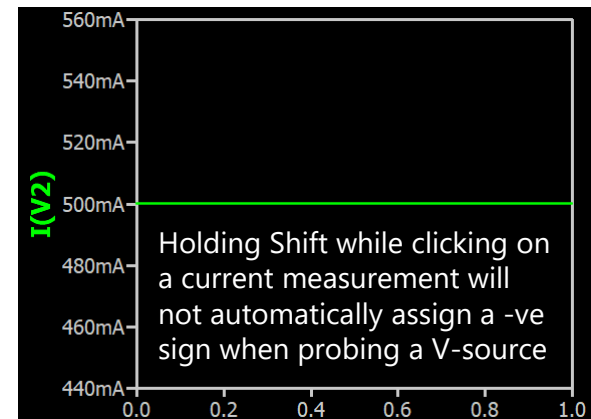 560mA
540mA
520mA
500mA
480mA
460mA
440mA
I(V2)
Holding Shift while clicking on
a current measurement will
not automatically assign a -ve
sign when probing a V-source
0.0 0.2 0.4 0.6 0.8 1.0